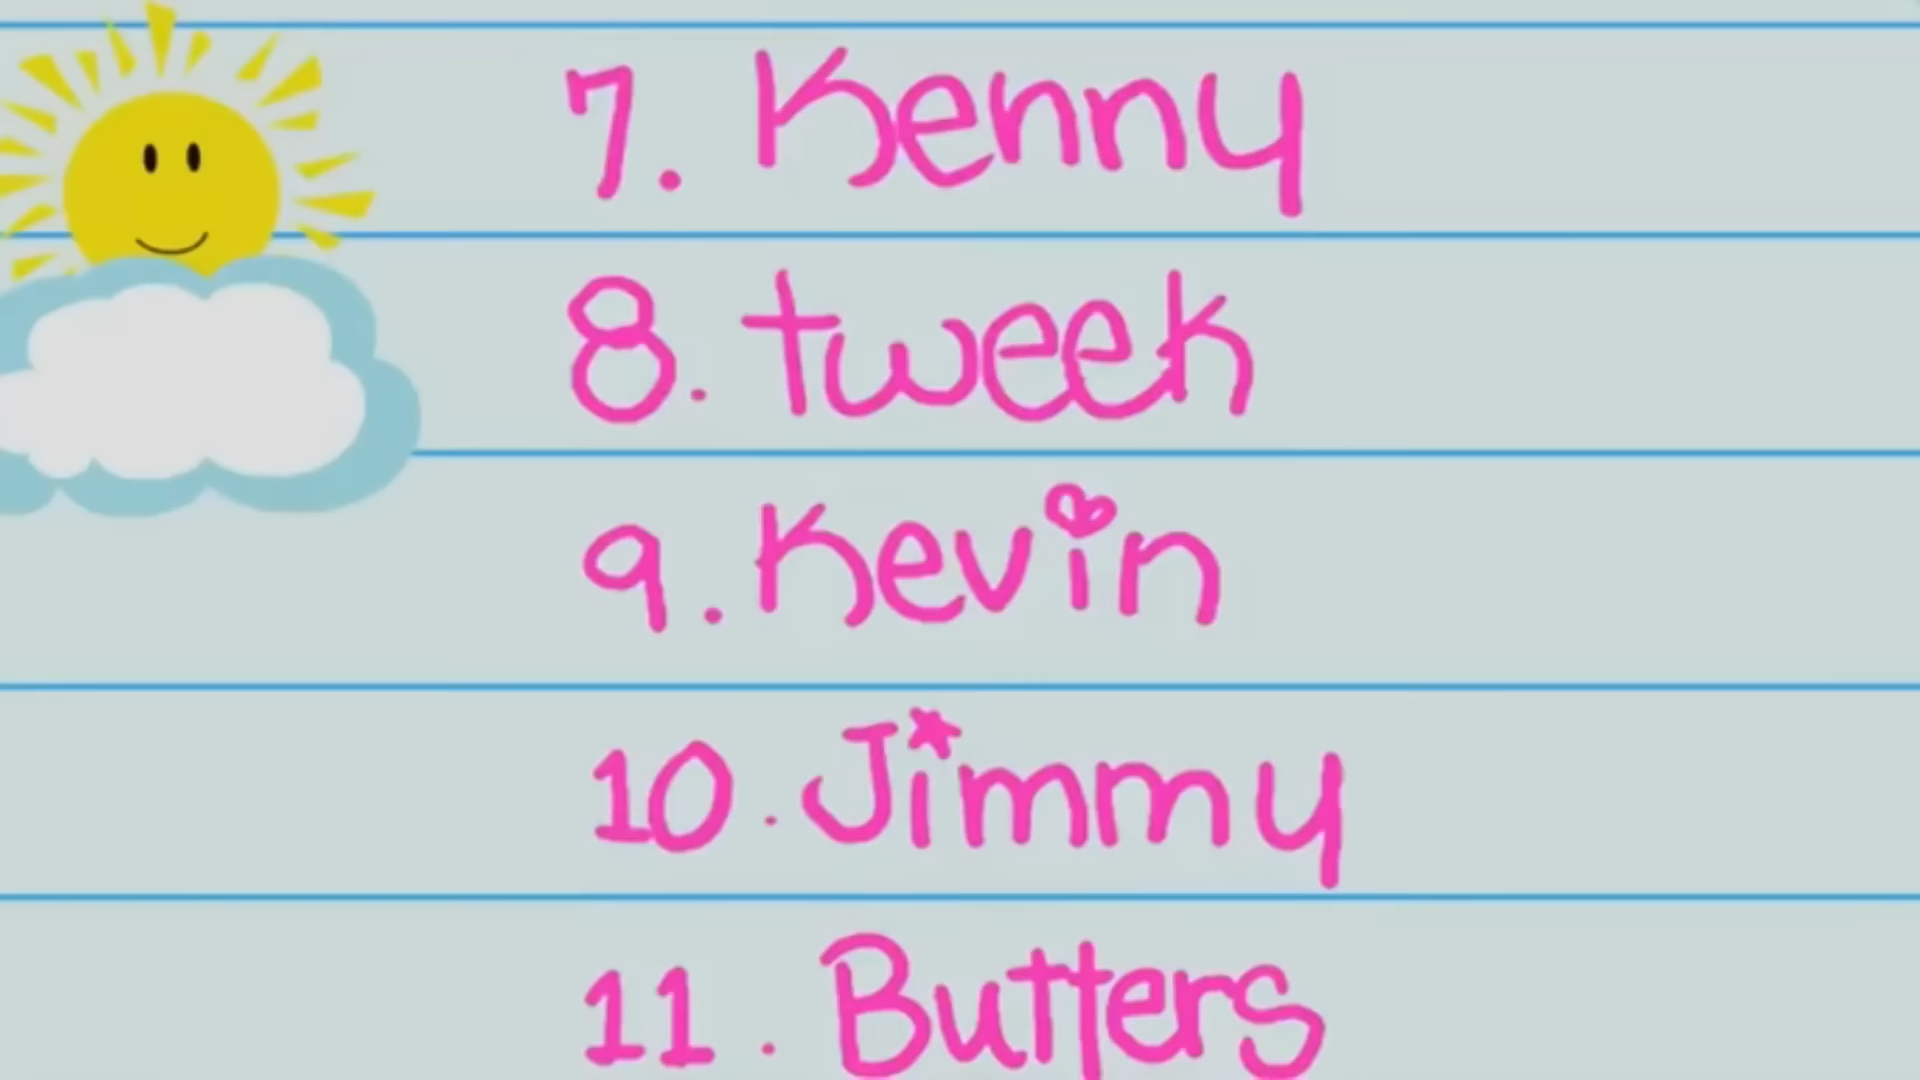 7. Kenny
8. tweek
9. Kevin
10. Jimmy
11. Butters